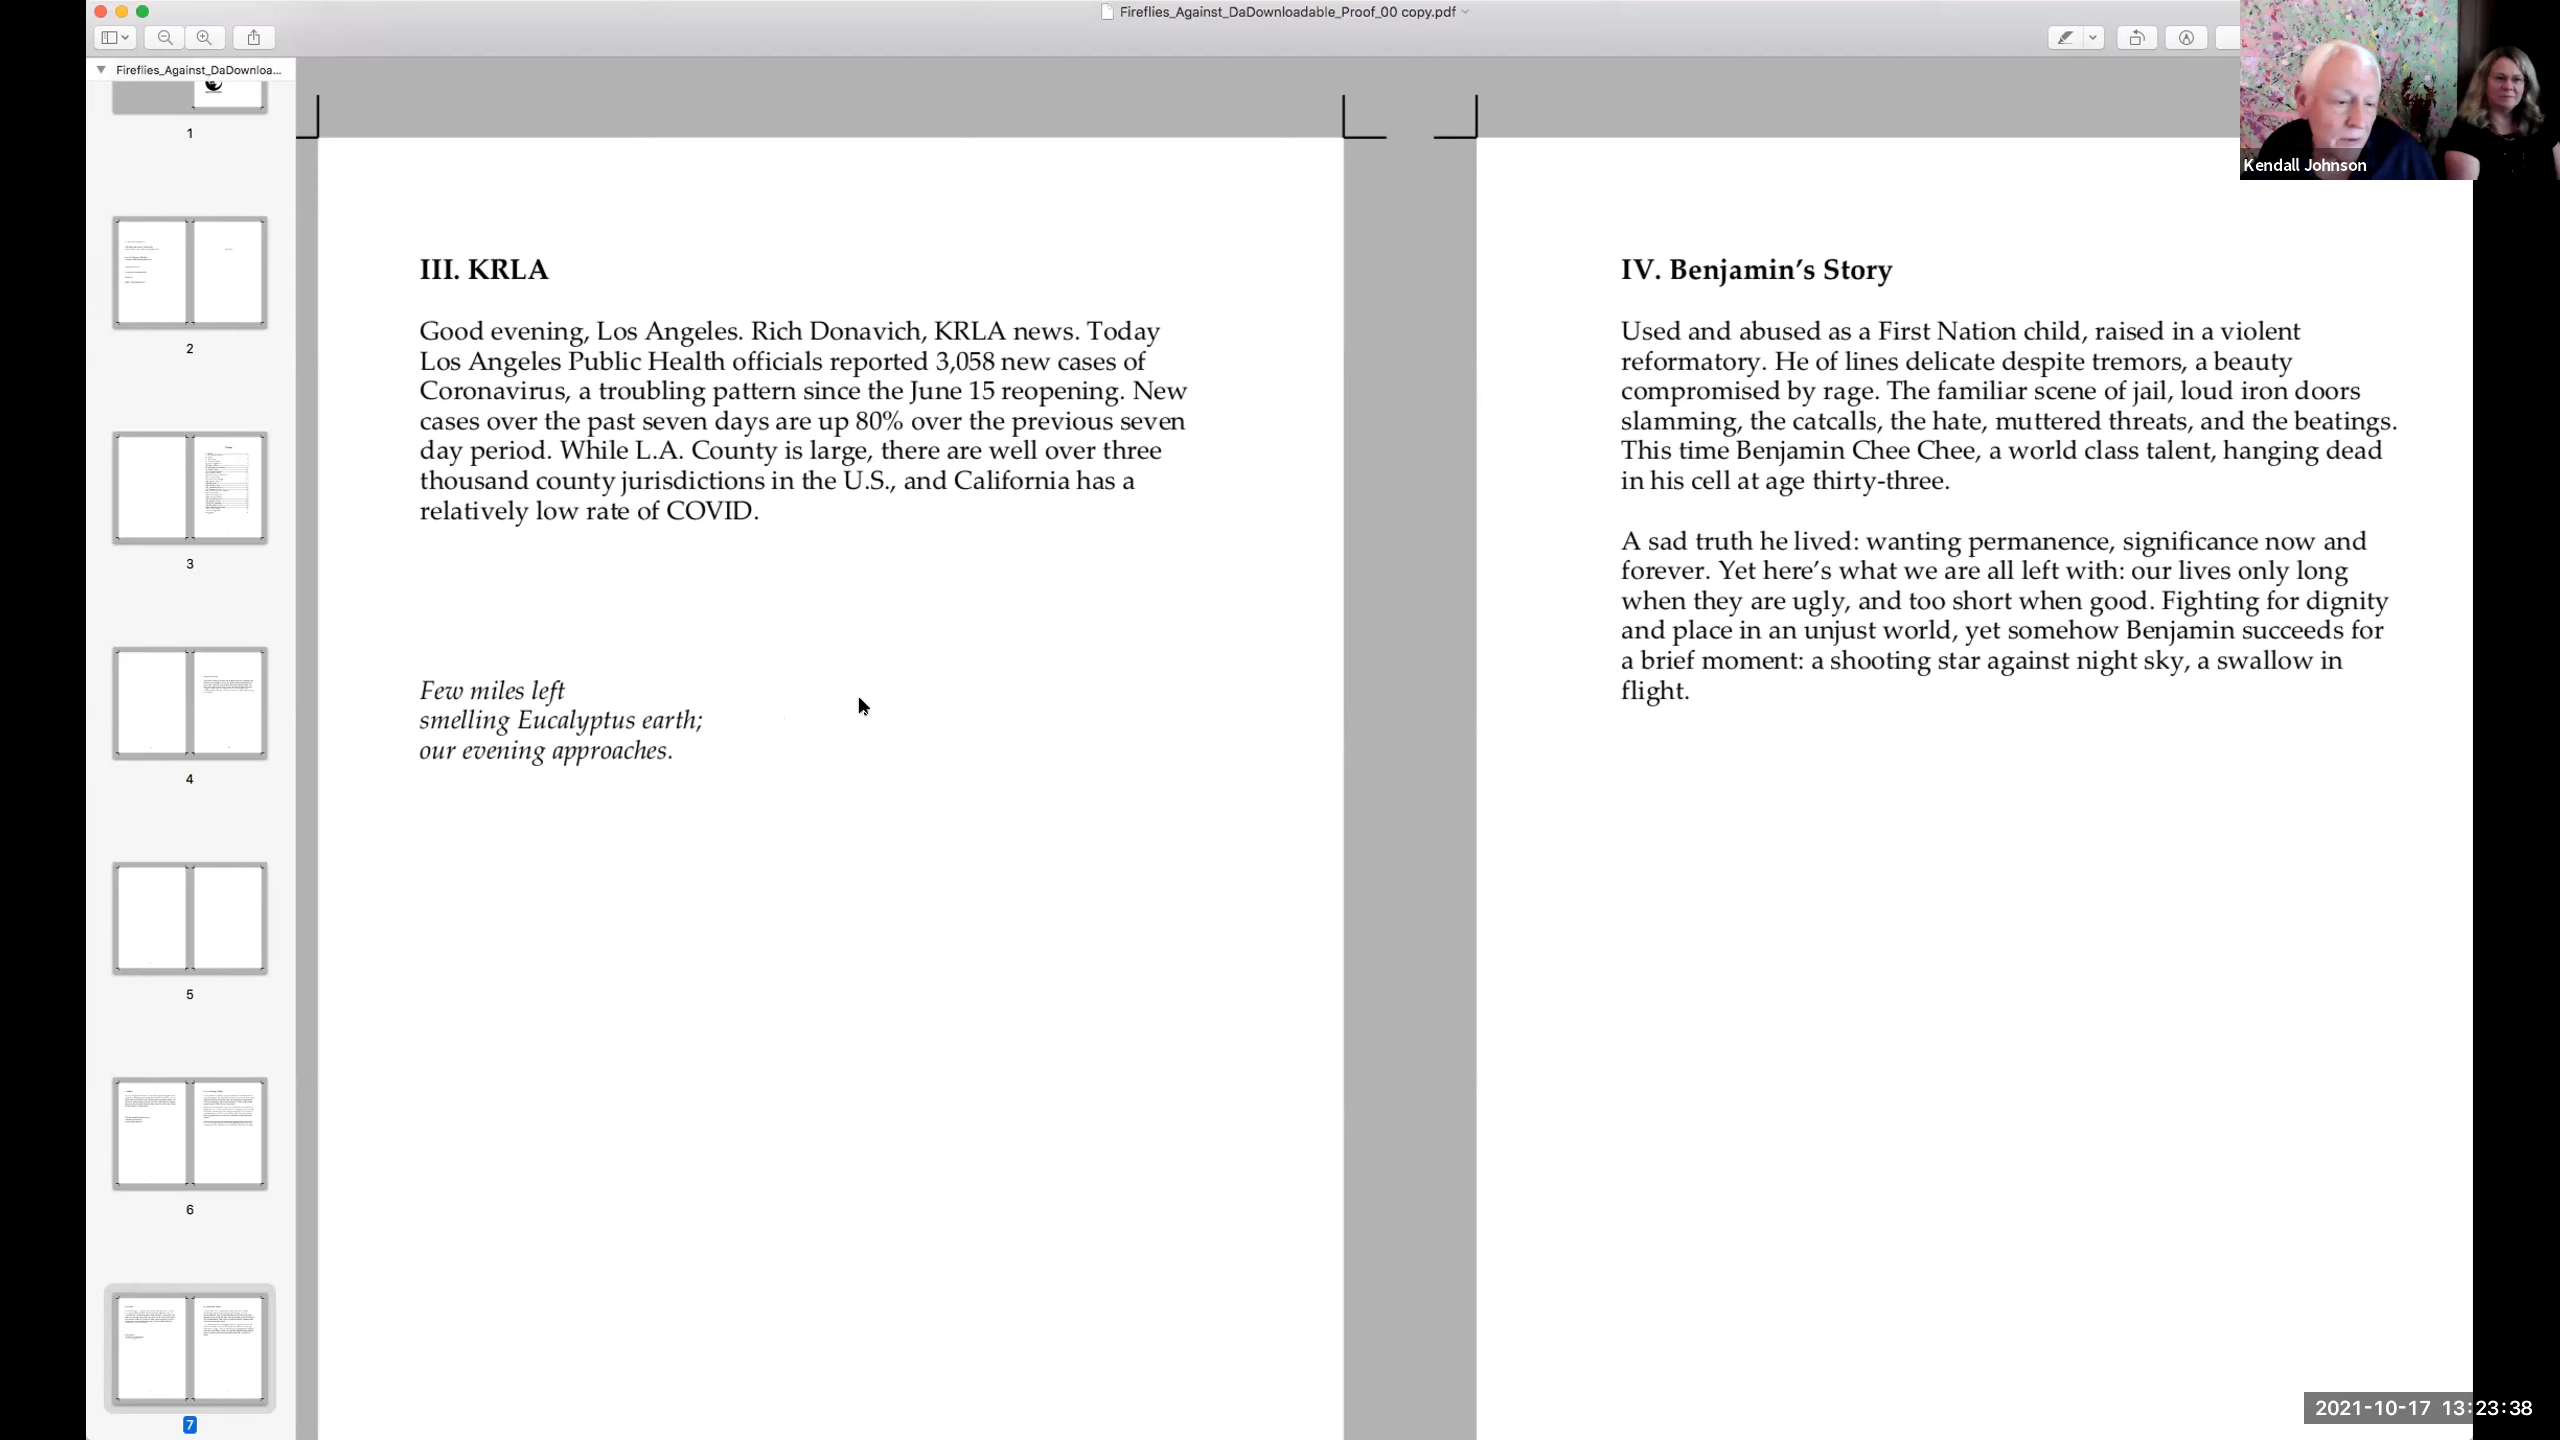 Fireflies_Against_DaDownloadable_Proof_00 copy.pdf
Fireflies_Against_DaDownloa...
1
2
3
4
5
6
7
III. KRLA
Good evening, Los Angeles. Rich Donavich, KRLA news. Today
Los Angeles Public Health officials reported 3,058 new cases of
Coronavirus, a troubling pattern since the June 15 reopening. New
cases over the past seven days are up 80% over the previous seven
day period. While L.A. County is large, there are well over three
thousand county jurisdictions in the U.S., and California has a
relatively low rate of COVID.
Few miles left
smelling Eucalyptus earth;
our evening approaches.
IV. Benjamin’s Story
Used and abused as a First Nation child, raised in a violent
reformatory. He of lines delicate despite tremors, a beauty
compromised by rage. The familiar scene of jail, loud iron doors
slamming, the catcalls, the hate, muttered threats, and the beatings.
This time Benjamin Chee Chee, a world class talent, hanging dead
in his cell at age thirty-three.
A sad truth he lived: wanting permanence, significance now and
forever. Yet here’s what we are all left with: our lives only long
when they are ugly, and too short when good. Fighting for dignity
and place in an unjust world, yet somehow Benjamin succeeds for
a brief moment: a shooting star against night sky, a swallow in
flight.
Kendall Johnson
2021-10-17 13:23:38